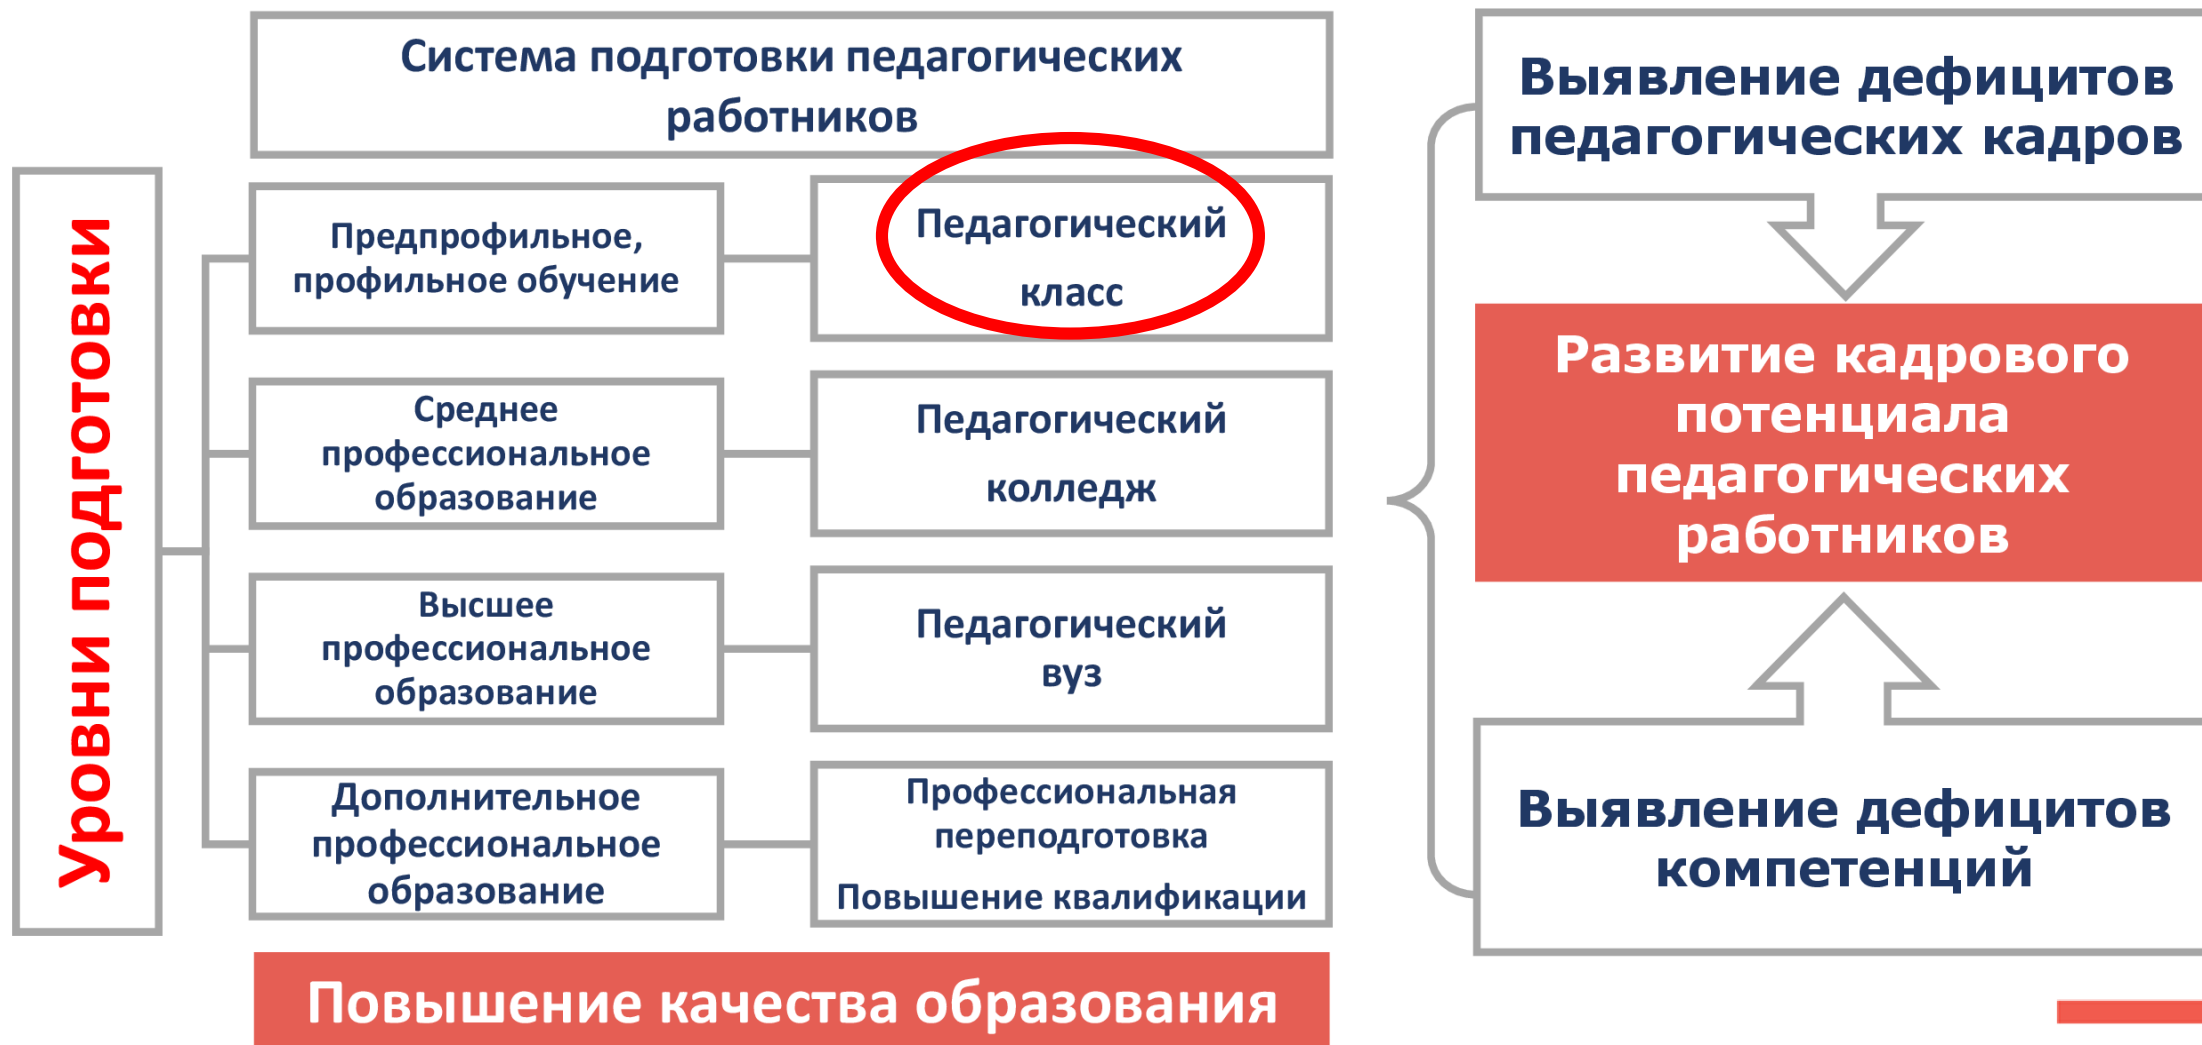 Система подготовки педагогических
работников
Уровни подготовки
Предпрофильное,
профильное обучение
Педагогический
класс
Среднее
профессиональное
образование
Педагогический
колледж
Высшее
профессиональное
образование
Педагогический
вуз
Дополнительное
профессиональное
образование
Профессиональная
переподготовка
Повышение квалификации
Повышение качества образования
Выявление дефицитов
педагогических кадров
Развитие кадрового
потенциала
педагогических
работников
Выявление дефицитов
компетенций